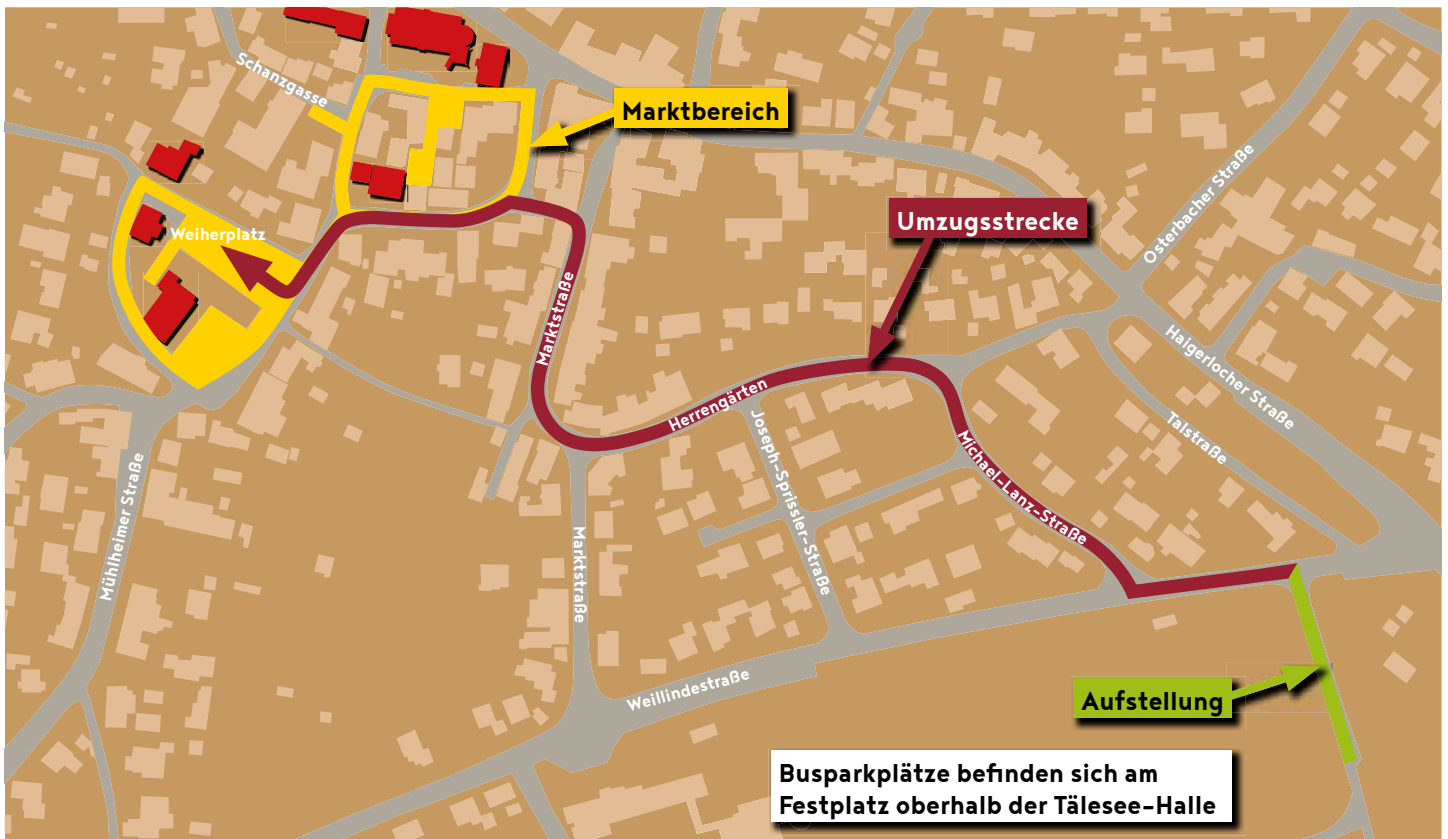 Schanzgasse
Marktbereich
Osterbacher Straße
Umzugsstrecke
Weiherplatz
Marktstraße
Haigerlocher Straße
Herrengärten
Joseph-Sprissler-Straße
Talstraße
Michael-Lanz-Straße
Mühlheimer Straße
Marktstraße
Weillindestraße
Aufstellung
Busparkplätze befinden sich am
Festplatz oberhalb der Tälesee-Halle